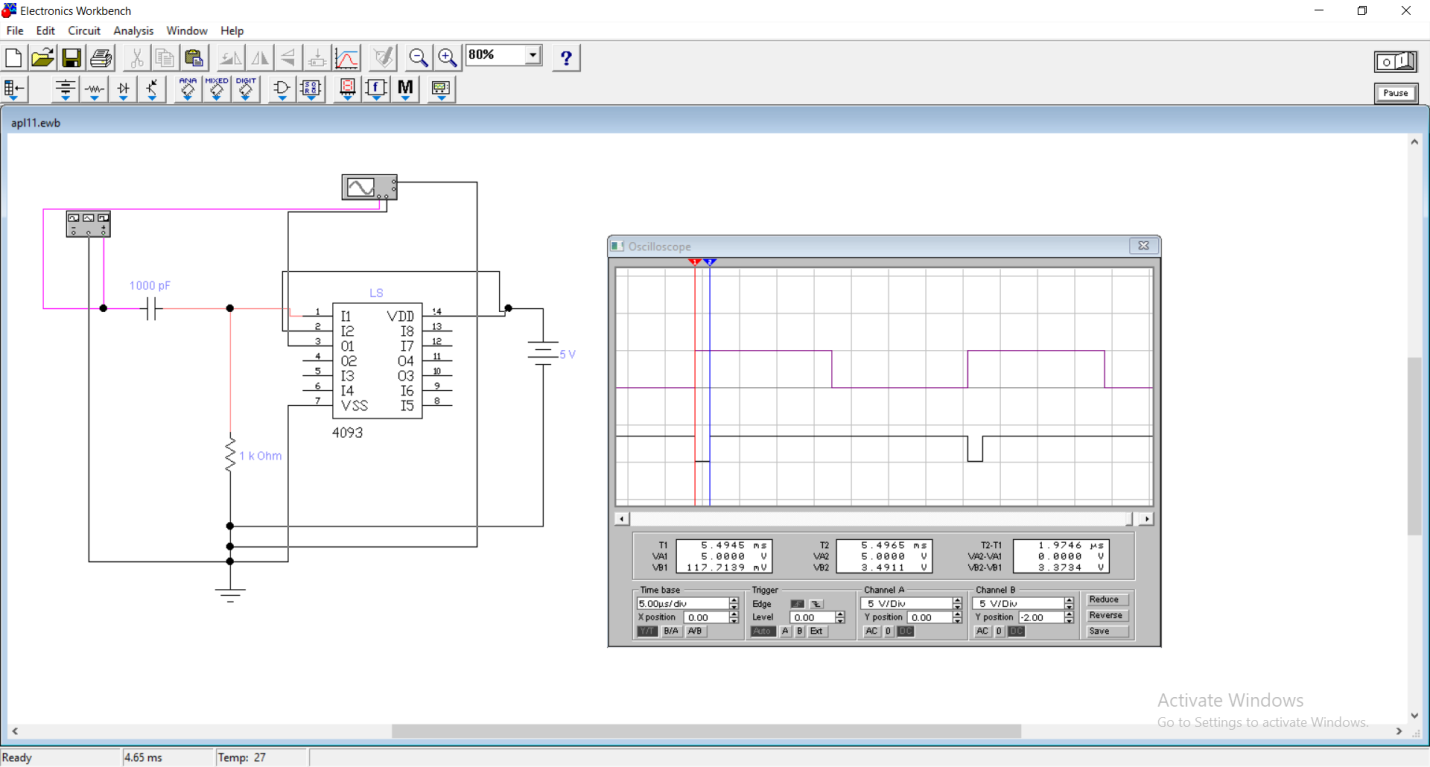 Electronics Workbench
File Edit Circuit Analysis Window Help
80%
?
ANA MIXED DIGIT
f M
Pause
apl11.ewb
1000 pF
LS
1 I1 VDD 14
2 I2 I8 13
3 O1 I7 12
4 O2 O4 11
5 I3 O3 10
6 I4 I6 9
7 VSS I5 8
4093
5 V
1 k Ohm
Oscilloscope
1 2
T1 5.4945 ms T2 5.4965 ms T2-T1 1.9746 µs
VA1 5.0000 V VA2 5.0000 V VA2-VA1 0.0000 V
VB1 117.7139 mV VB2 3.4911 V VB2-VB1 3.3734 V
Time base Trigger Channel A Channel B
5.00µs/div Edge 5 V/Div 5 V/Div Reduce
X position 0.00 Level 0.00 Y position 0.00 Y position -2.00 Reverse
Y/T B/A A/B Auto A B Ext AC 0 DC AC 0 DC Save
Activate Windows
Go to Settings to activate Windows.
Ready 4.65 ms Temp: 27